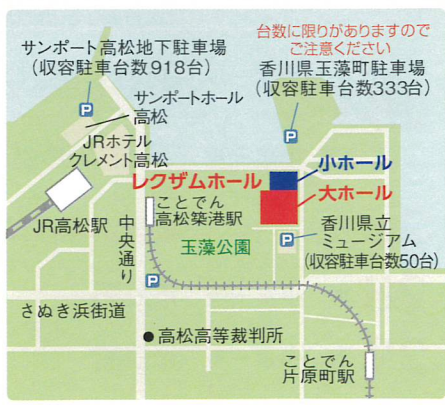 台数に限りがありますので
ご注意ください
サンポート高松地下駐車場
（収容駐車台数918台）
香川県玉藻町駐車場
（収容駐車台数333台）
P
サンポートホール
高松
P
JRホテル
クレメント高松
小ホール
レクザムホール
大ホール
ことでん
高松築港駅
JR高松駅
中央通り
玉藻公園
P
香川県立
ミュージアム
（収容駐車台数50台）
P
さぬき浜街道
高松高等裁判所
ことでん
片原町駅